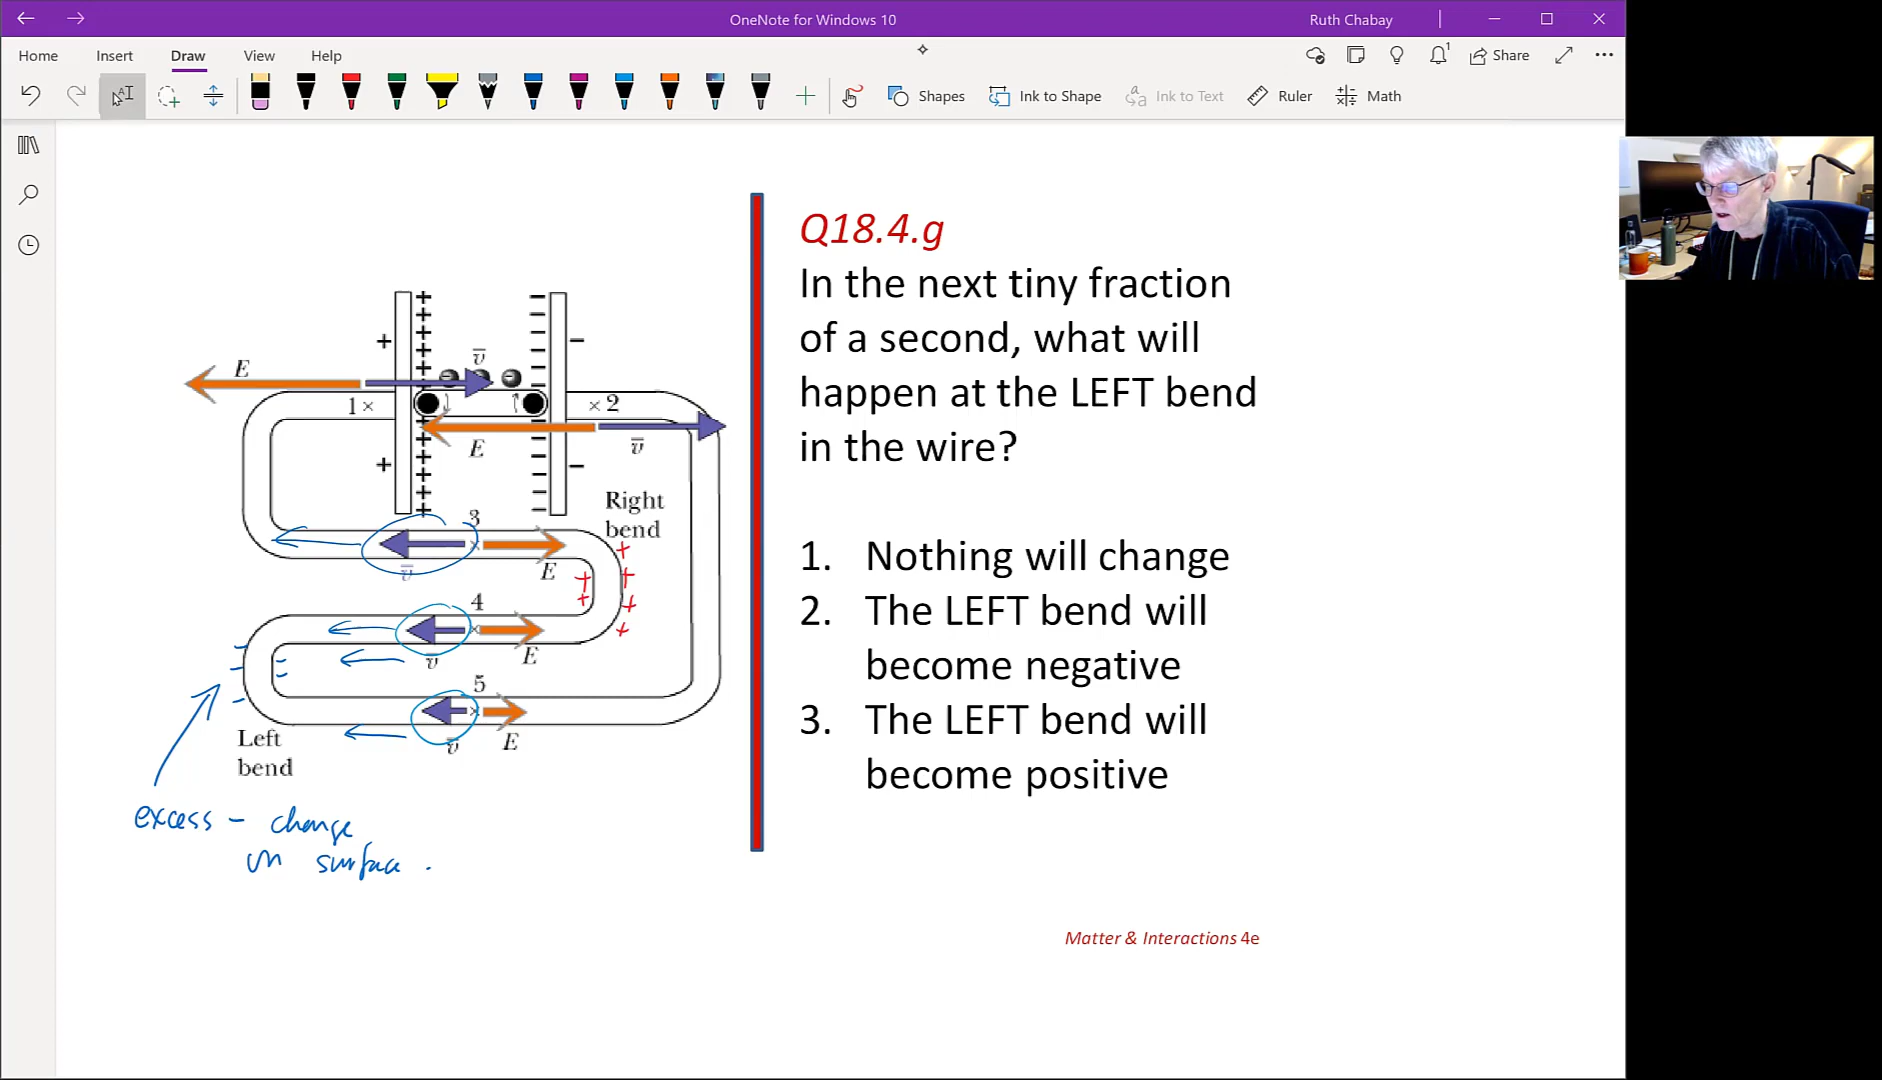 OneNote for Windows 10
Ruth Chabay
Home Insert Draw View Help
Share
Shapes Ink to Shape Ink to Text Ruler Math
Q18.4.g
In the next tiny fraction
of a second, what will
happen at the LEFT bend
in the wire?
1. Nothing will change
2. The LEFT bend will
become negative
3. The LEFT bend will
become positive
Matter & Interactions 4e
+ −
E v̅
1 × × 2
E v̅
+ −
Right
bend
3
v̅ E
4
v̅ E
5
v̅ E
Left
bend
excess - change
on surface.